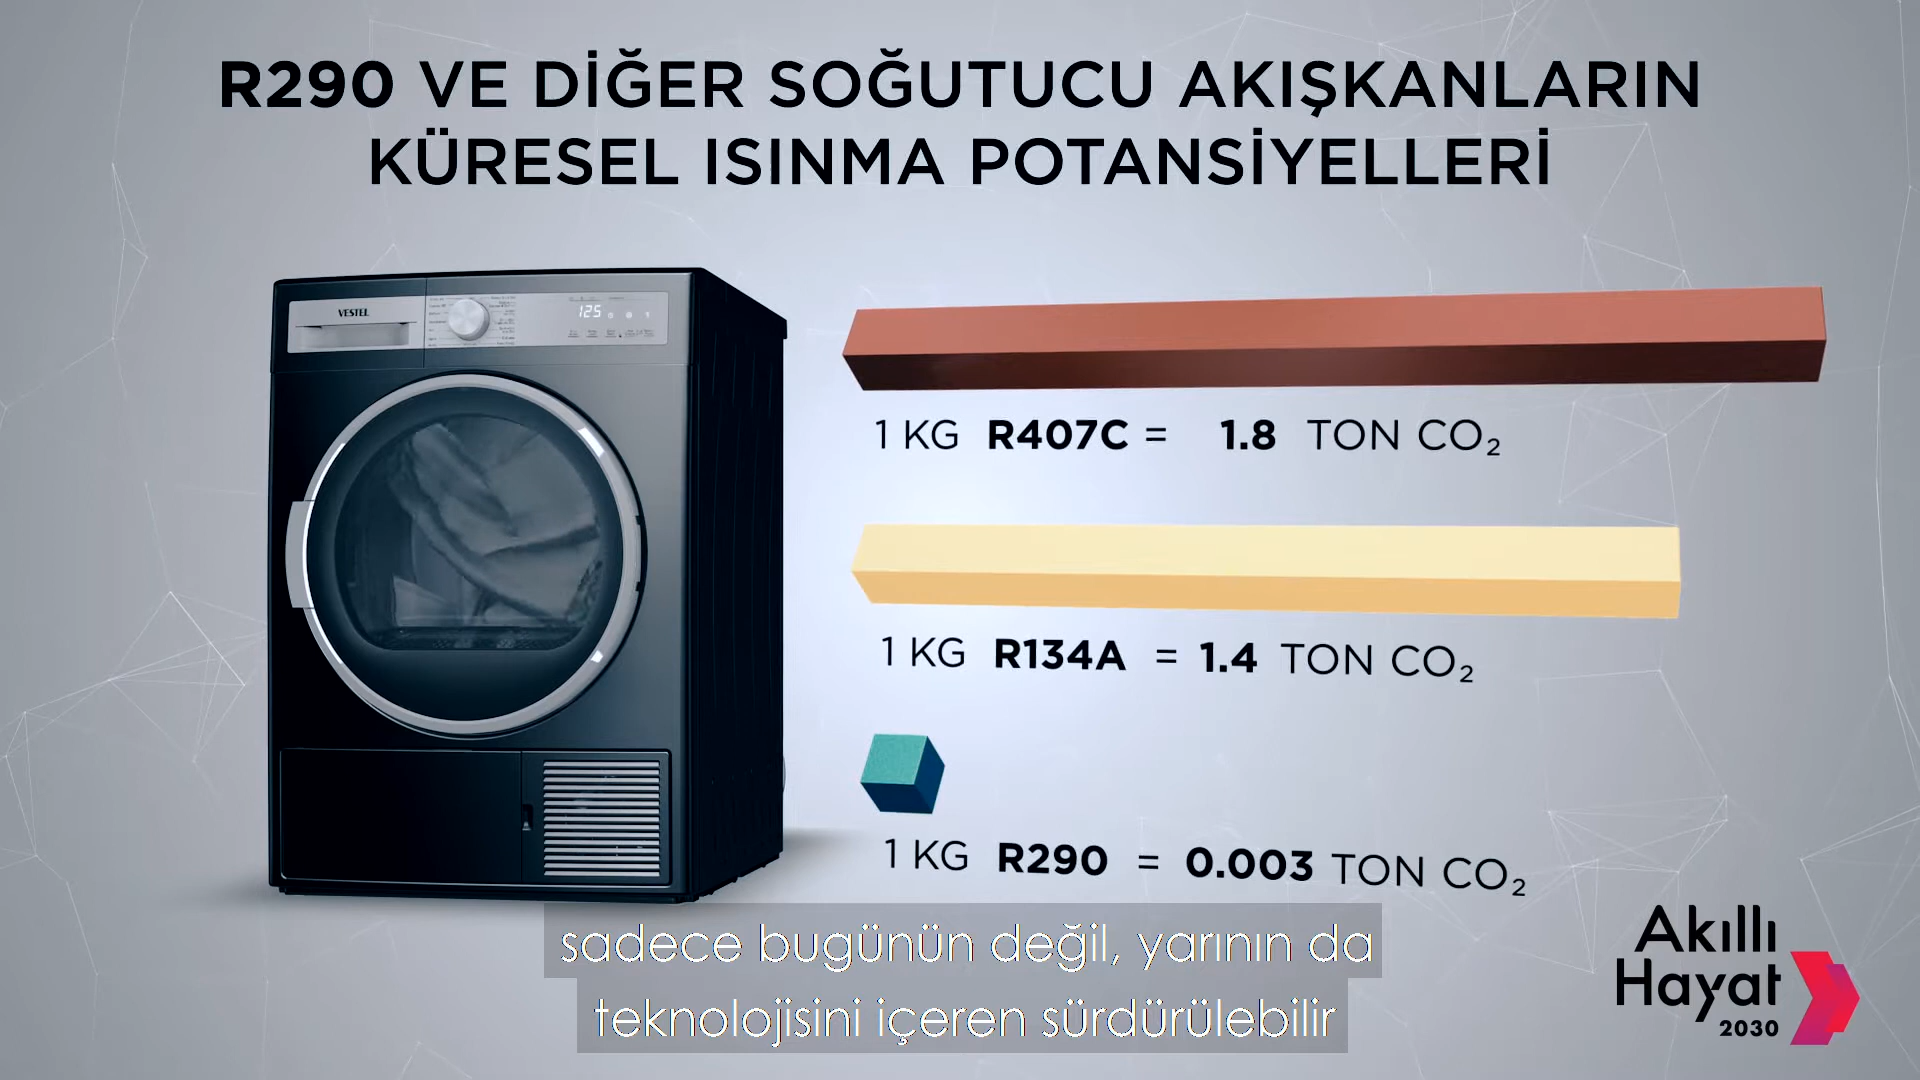 R290 VE DİĞER SOĞUTUCU AKIŞKANLARIN
KÜRESEL ISINMA POTANSİYELLERİ
VESTEL
125
1 KG R407C = 1.8 TON CO₂
1 KG R134A = 1.4 TON CO₂
1 KG R290 = 0.003 TON CO₂
sadece bugünün değil, yarının da
teknolojisini içeren sürdürülebilir
Akıllı
Hayat
2030